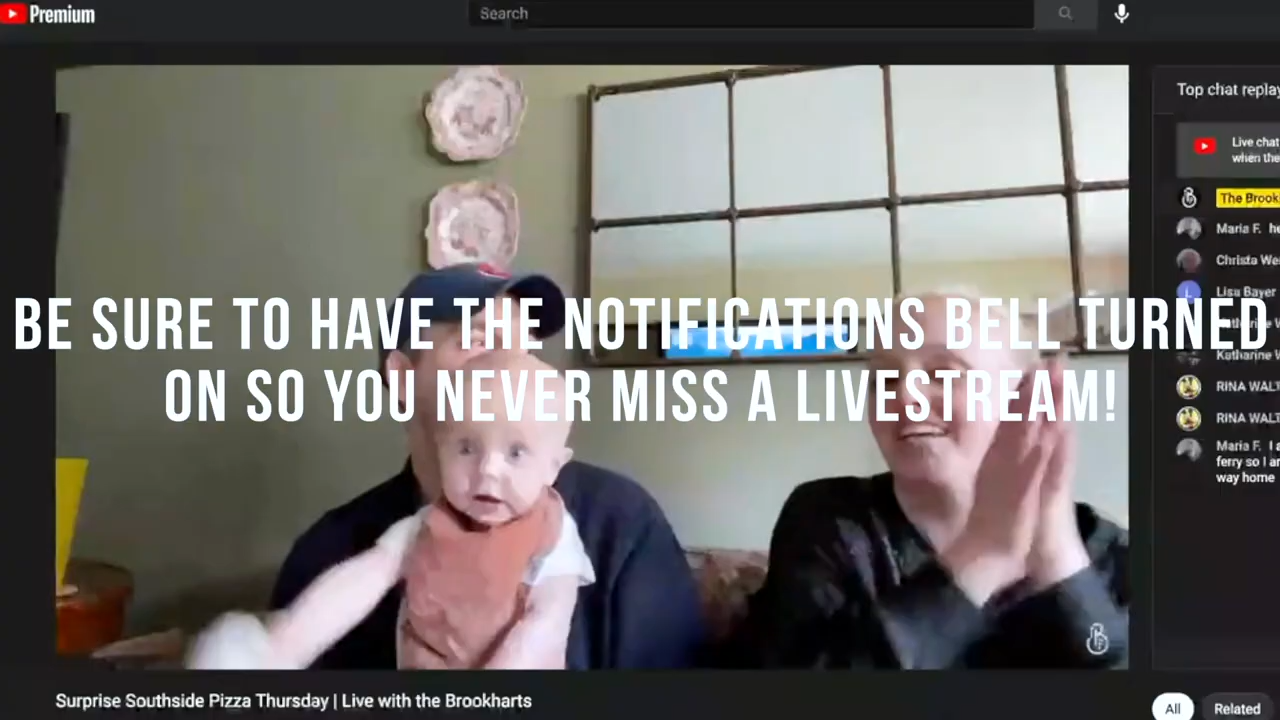 Premium
Search
Top chat replay
Live chat
when the
The Brook
Maria F. he
Christa We
Lisa Bayer
BE SURE TO HAVE THE NOTIFICATIONS BELL TURNED
ON SO YOU NEVER MISS A LIVESTREAM!
Katharine W
RINA WALT
RINA WALT
Maria F. I a
ferry so I ar
way home
Surprise Southside Pizza Thursday | Live with the Brookharts
All
Related